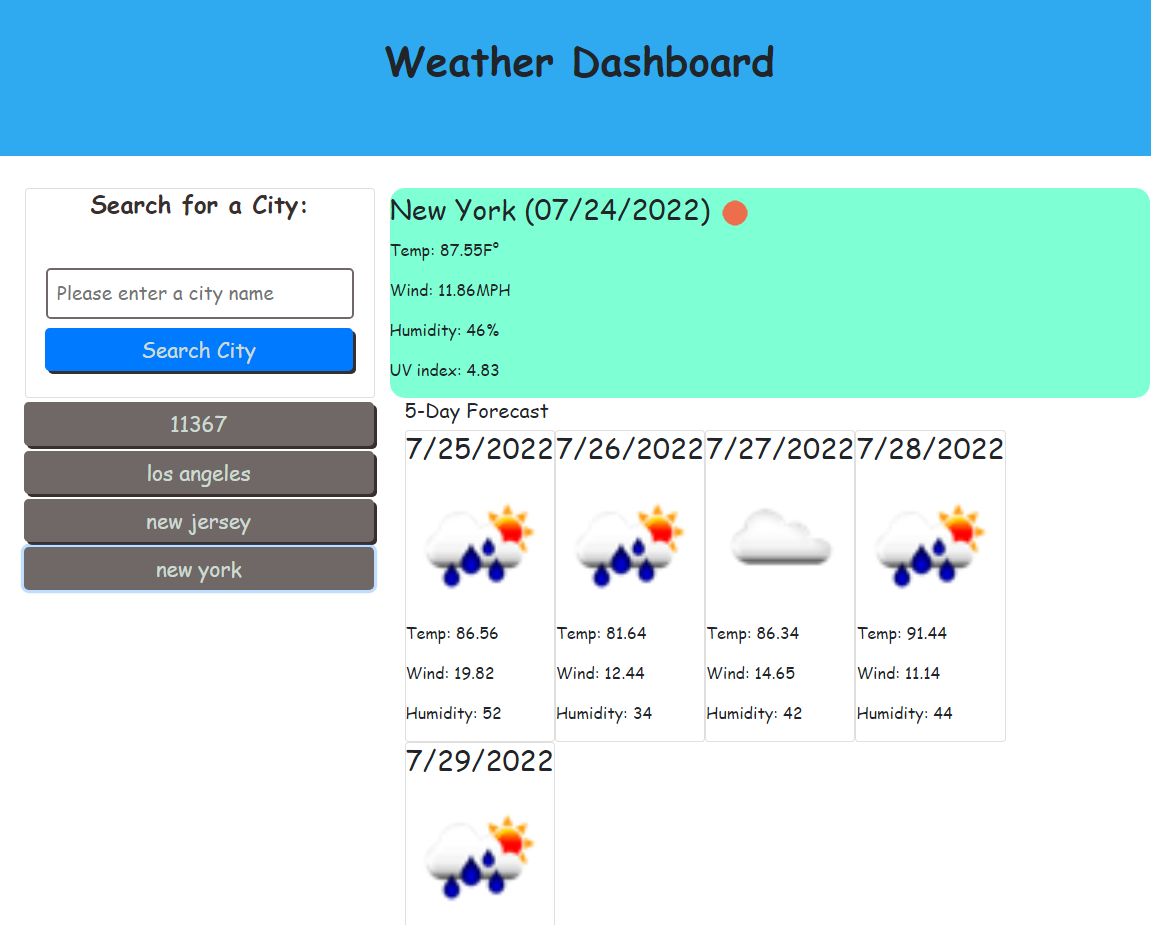 Weather Dashboard
Search for a City:
Please enter a city name
Search City
11367
los angeles
new jersey
new york
New York (07/24/2022)
Temp: 87.55F°
Wind: 11.86MPH
Humidity: 46%
UV index: 4.83
5-Day Forecast
7/25/2022
Temp: 86.56
Wind: 19.82
Humidity: 52
7/26/2022
Temp: 81.64
Wind: 12.44
Humidity: 34
7/27/2022
Temp: 86.34
Wind: 14.65
Humidity: 42
7/28/2022
Temp: 91.44
Wind: 11.14
Humidity: 44
7/29/2022